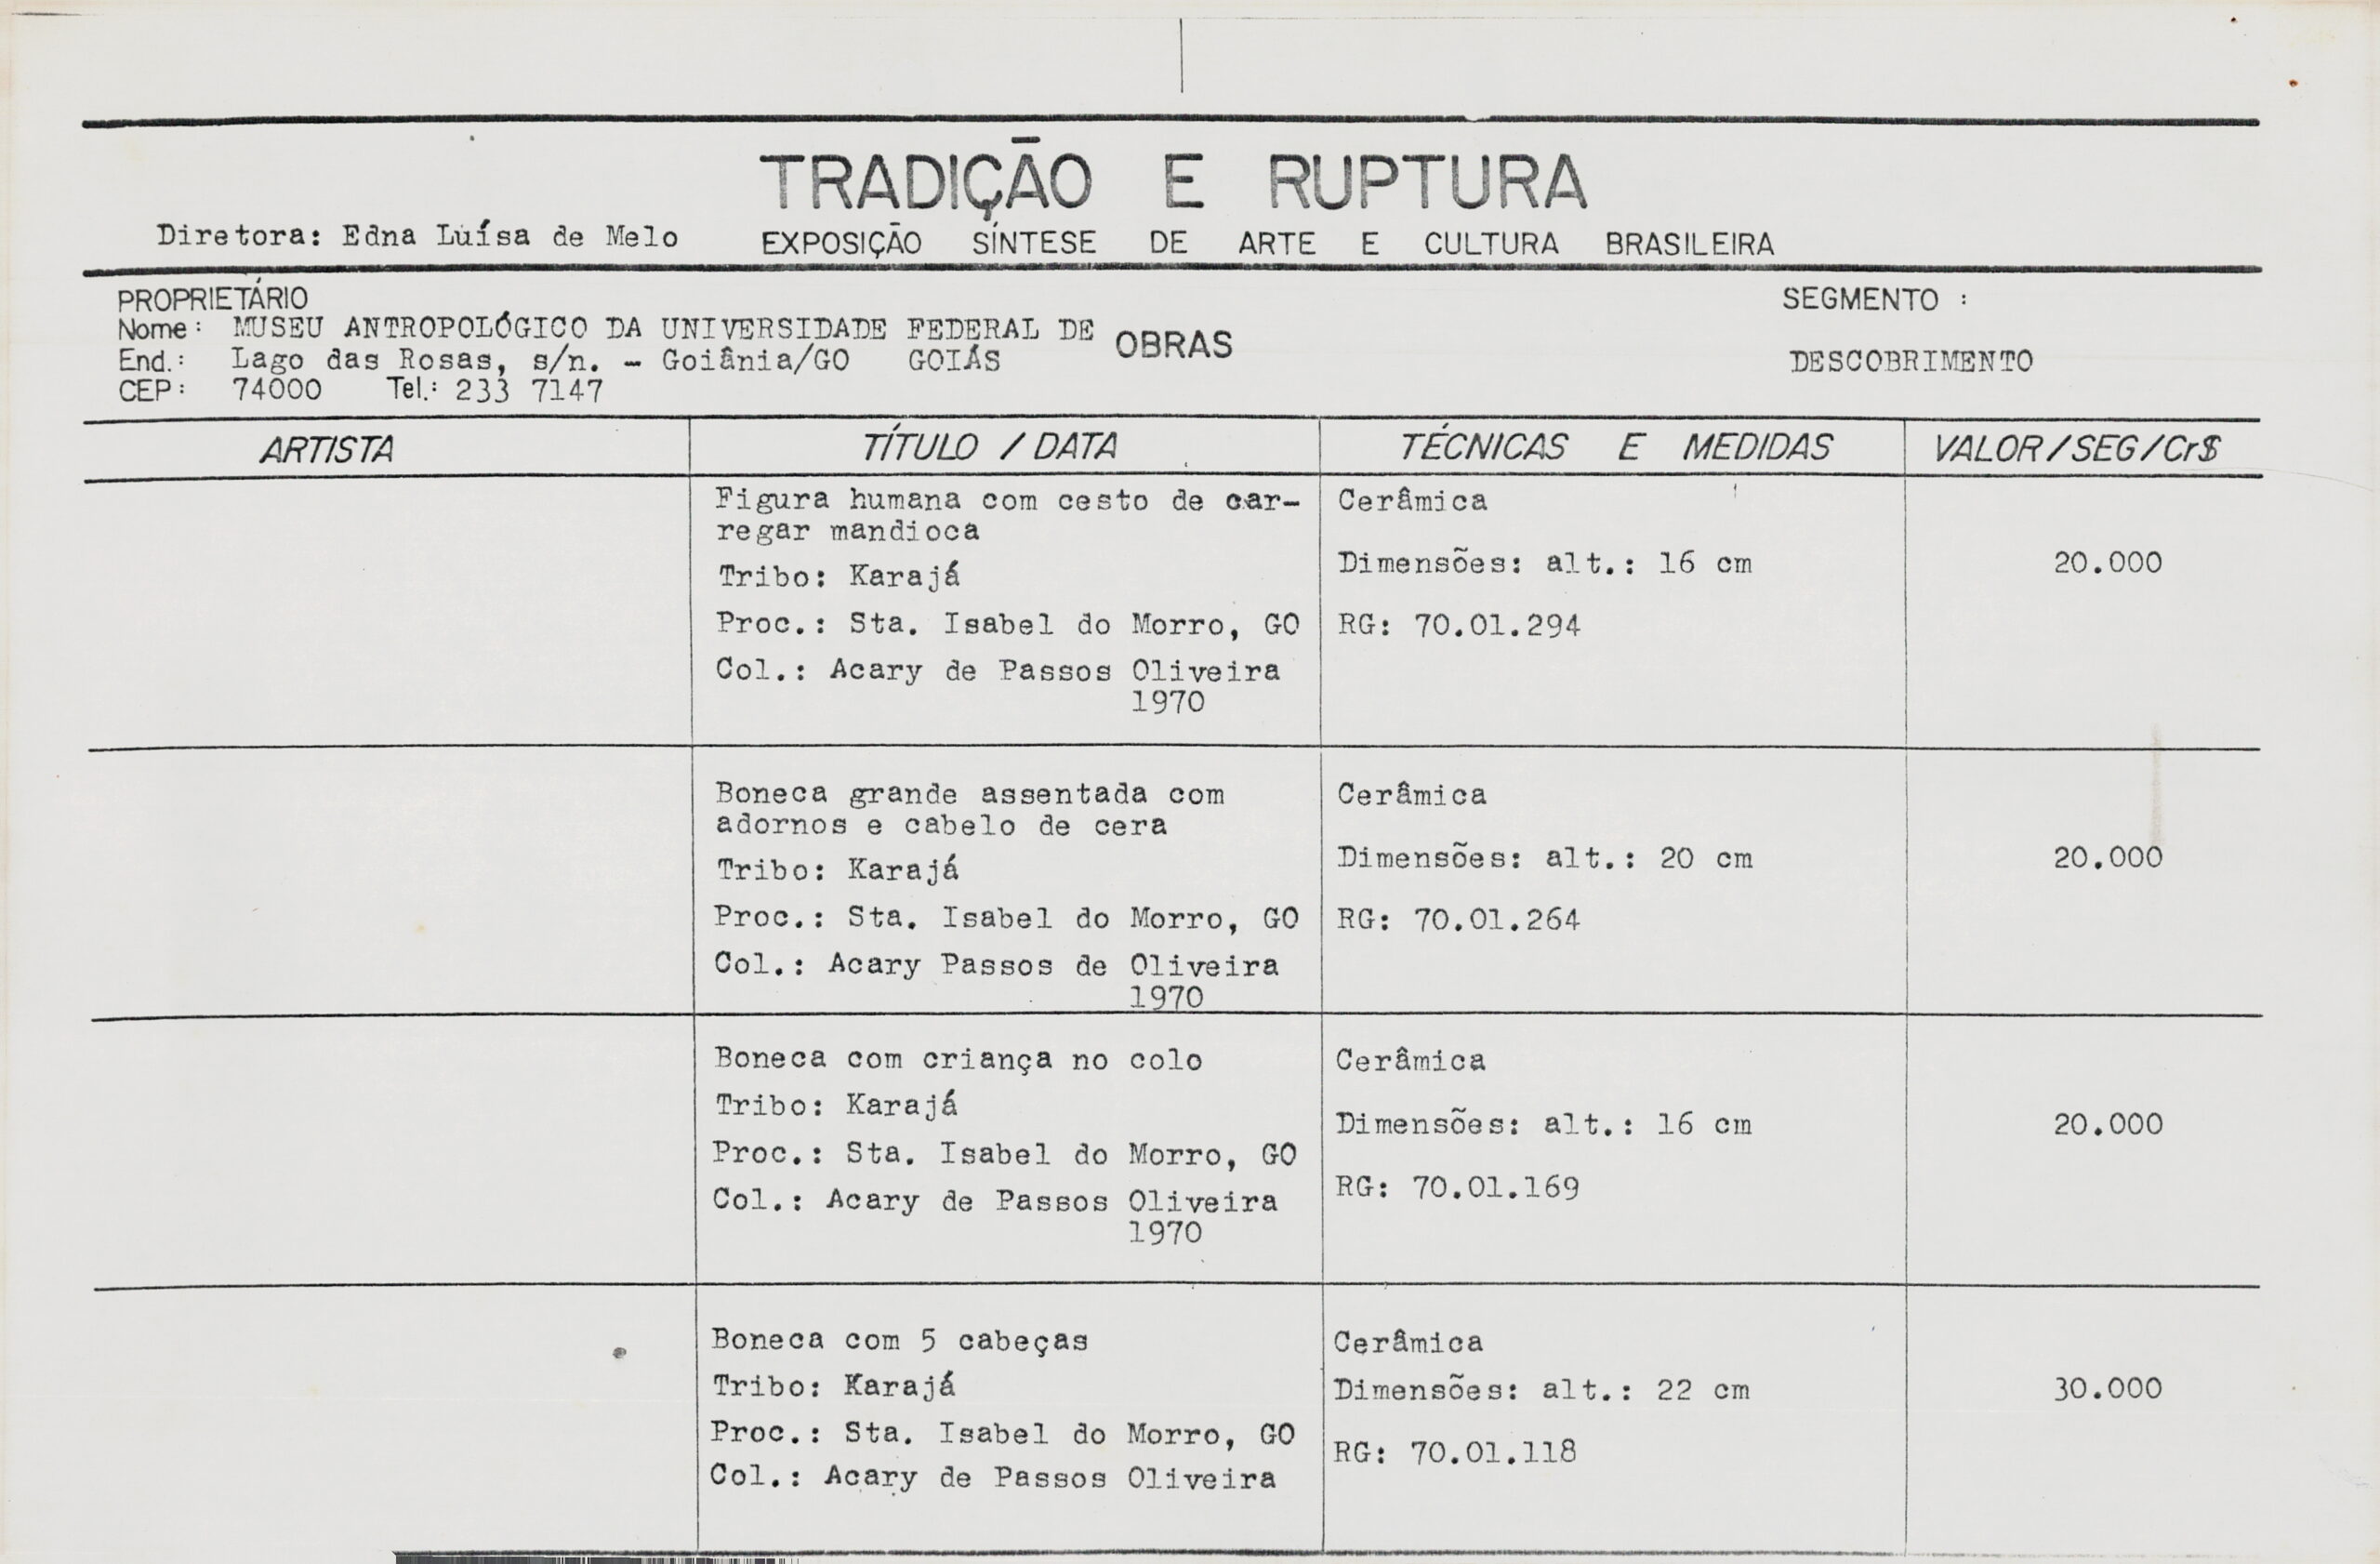 TRADIÇÃO E RUPTURA
Diretora: Edna Luísa de Melo
EXPOSIÇÃO SÍNTESE DE ARTE E CULTURA BRASILEIRA
PROPRIETÁRIO
Nome: MUSEU ANTROPOLÓGICO DA UNIVERSIDADE FEDERAL DE
End.: Lago das Rosas, s/n. - Goiânia/GO GOIÁS
CEP: 74000 Tel.: 233 7147
OBRAS
SEGMENTO :
DESCOBRIMENTO
ARTISTA
TÍTULO / DATA
TÉCNICAS E MEDIDAS
VALOR/SEG/Cr$
Figura humana com cesto de car-
regar mandioca
Tribo: Karajá
Proc.: Sta. Isabel do Morro, GO
Col.: Acary de Passos Oliveira
1970
Cerâmica
Dimensões: alt.: 16 cm
RG: 70.01.294
20.000
Boneca grande assentada com
adornos e cabelo de cera
Tribo: Karajá
Proc.: Sta. Isabel do Morro, GO
Col.: Acary Passos de Oliveira
1970
Cerâmica
Dimensões: alt.: 20 cm
RG: 70.01.264
20.000
Boneca com criança no colo
Tribo: Karajá
Proc.: Sta. Isabel do Morro, GO
Col.: Acary de Passos Oliveira
1970
Cerâmica
Dimensões: alt.: 16 cm
RG: 70.01.169
20.000
Boneca com 5 cabeças
Tribo: Karajá
Proc.: Sta. Isabel do Morro, GO
Col.: Acary de Passos Oliveira
Cerâmica
Dimensões: alt.: 22 cm
RG: 70.01.118
30.000